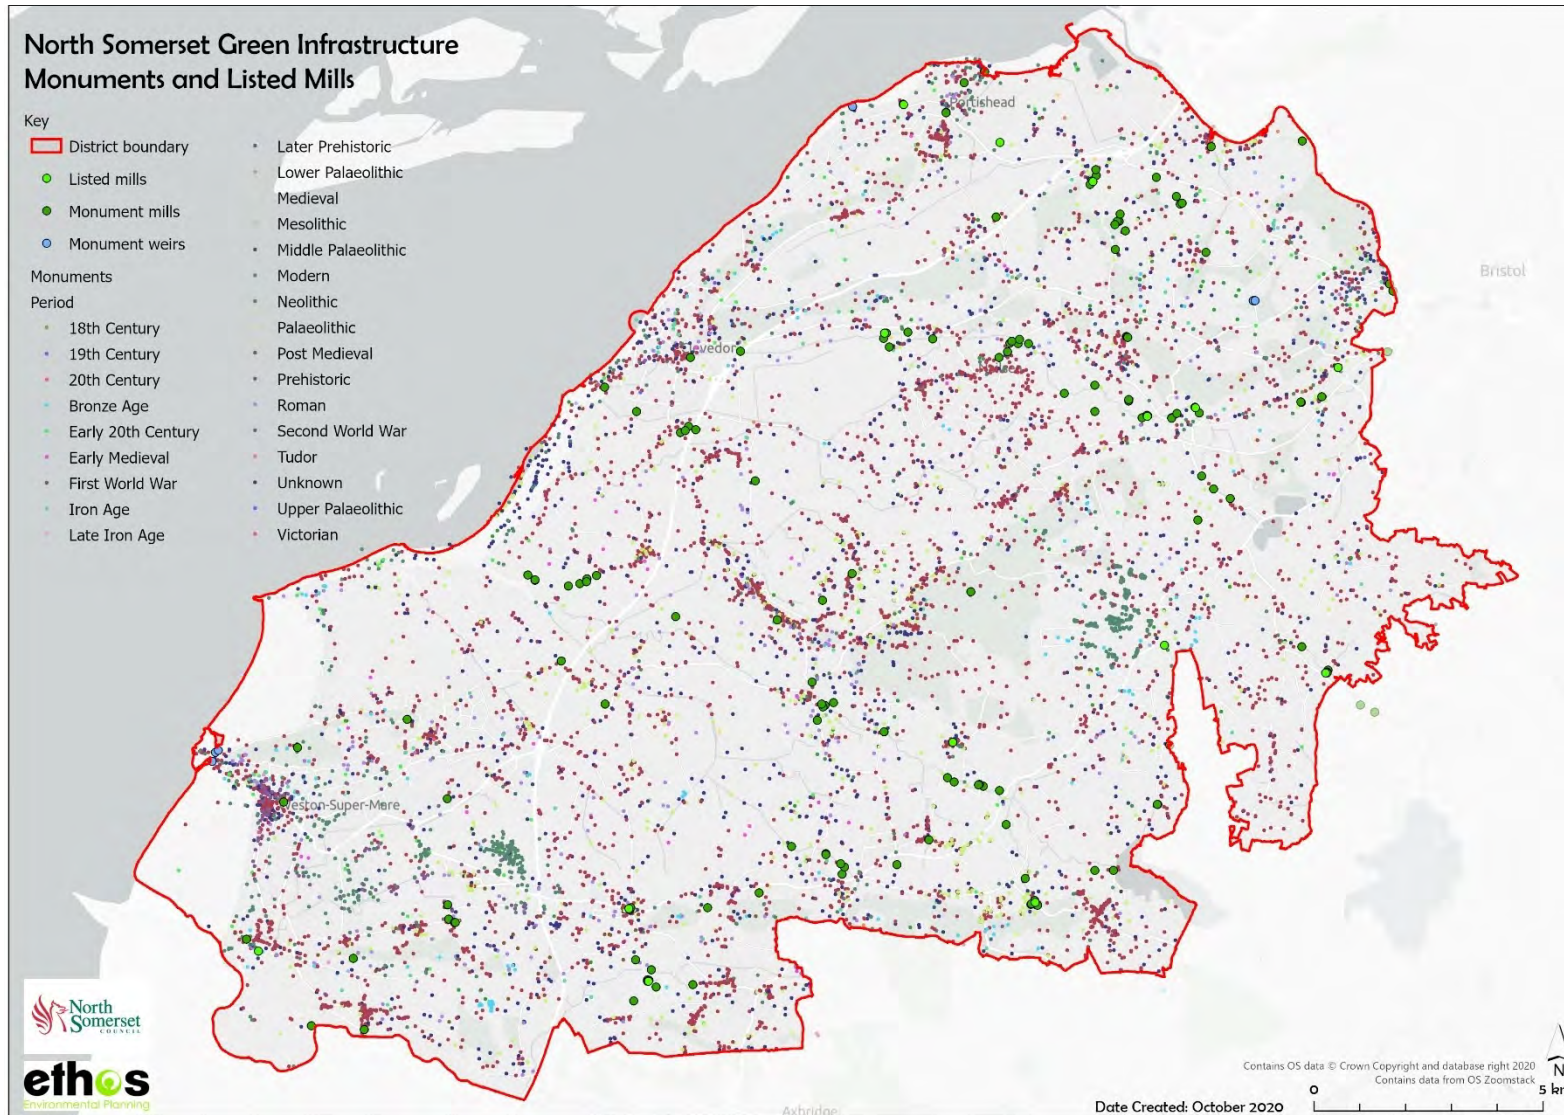 North Somerset Green Infrastructure
Monuments and Listed Mills
Key
District boundary
Listed mills
Monument mills
Monument weirs
Monuments
Period
18th Century
19th Century
20th Century
Bronze Age
Early 20th Century
Early Medieval
First World War
Iron Age
Late Iron Age
Later Prehistoric
Lower Palaeolithic
Medieval
Mesolithic
Middle Palaeolithic
Modern
Neolithic
Palaeolithic
Post Medieval
Prehistoric
Roman
Second World War
Tudor
Unknown
Upper Palaeolithic
Victorian
Portishead
Bristol
Clevedon
Weston-Super-Mare
Axbridge
North
Somerset
COUNCIL
ethos
Environmental Planning
Contains OS data © Crown Copyright and database right 2020
Contains data from OS Zoomstack
Date Created: October 2020
0
5 km
N